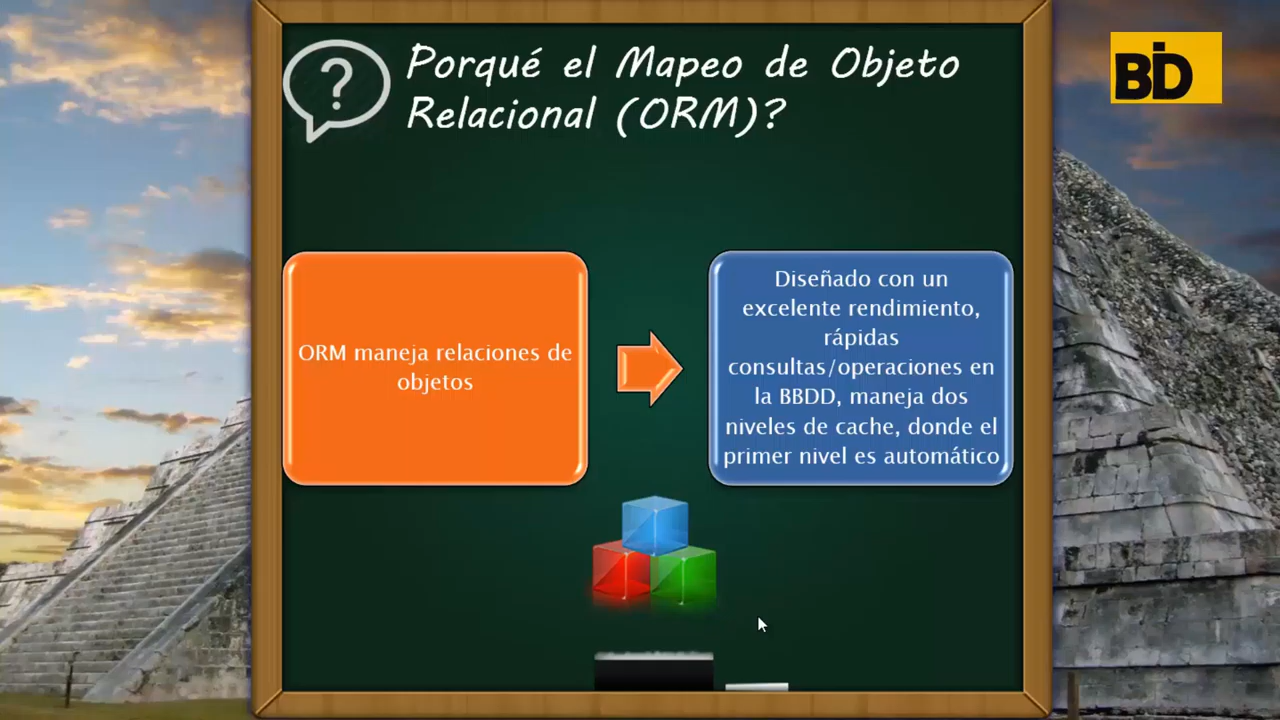 Porqué el Mapeo de Objeto
Relacional (ORM)?
BID
ORM maneja relaciones de
objetos
Diseñado con un
excelente rendimiento,
rápidas
consultas/operaciones en
la BBDD, maneja dos
niveles de cache, donde el
primer nivel es automático